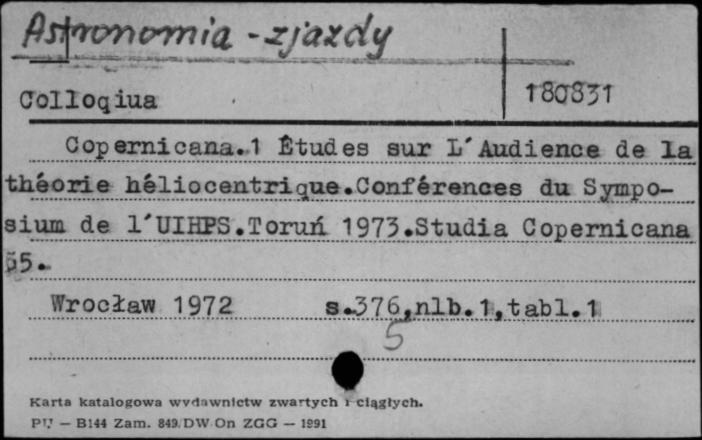 Astronomia - zjazdy
Colloqiua 180831
Copernicana.1 Études sur L´Audience de la
théorie héliocentrique.Conférences du Sympo-
sium de l´UIHPS.Toruń 1973.Studia Copernicana
5.
Wrocław 1972 s.376,nlb.1,tabl.1
5
Karta katalogowa wydawnictw zwartych i ciągłych.
PU — B144 Zam. 849/DW On ZGG — 1991